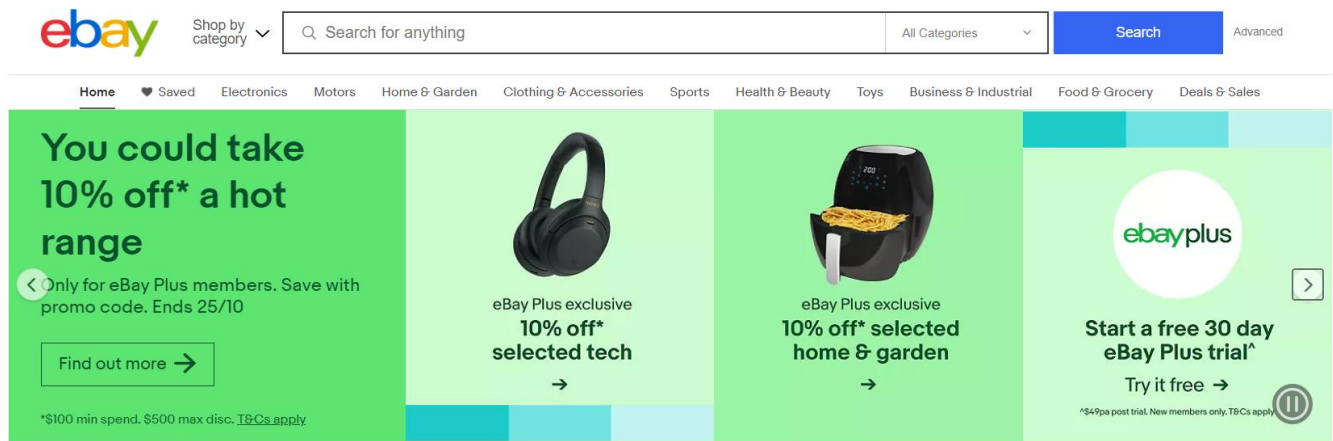 ebay
Shop by
category
Search for anything
All Categories
Search
Advanced
Home
Saved
Electronics
Motors
Home & Garden
Clothing & Accessories
Sports
Health & Beauty
Toys
Business & Industrial
Food & Grocery
Deals & Sales
You could take
10% off* a hot
range
Only for eBay Plus members. Save with
promo code. Ends 25/10
Find out more →
*$100 min spend. $500 max disc. T&Cs apply
SONY
eBay Plus exclusive
10% off*
selected tech
→
200
eBay Plus exclusive
10% off* selected
home & garden
→
ebayplus
Start a free 30 day
eBay Plus trial^
Try it free →
^$49pa post trial. New members only. T&Cs apply